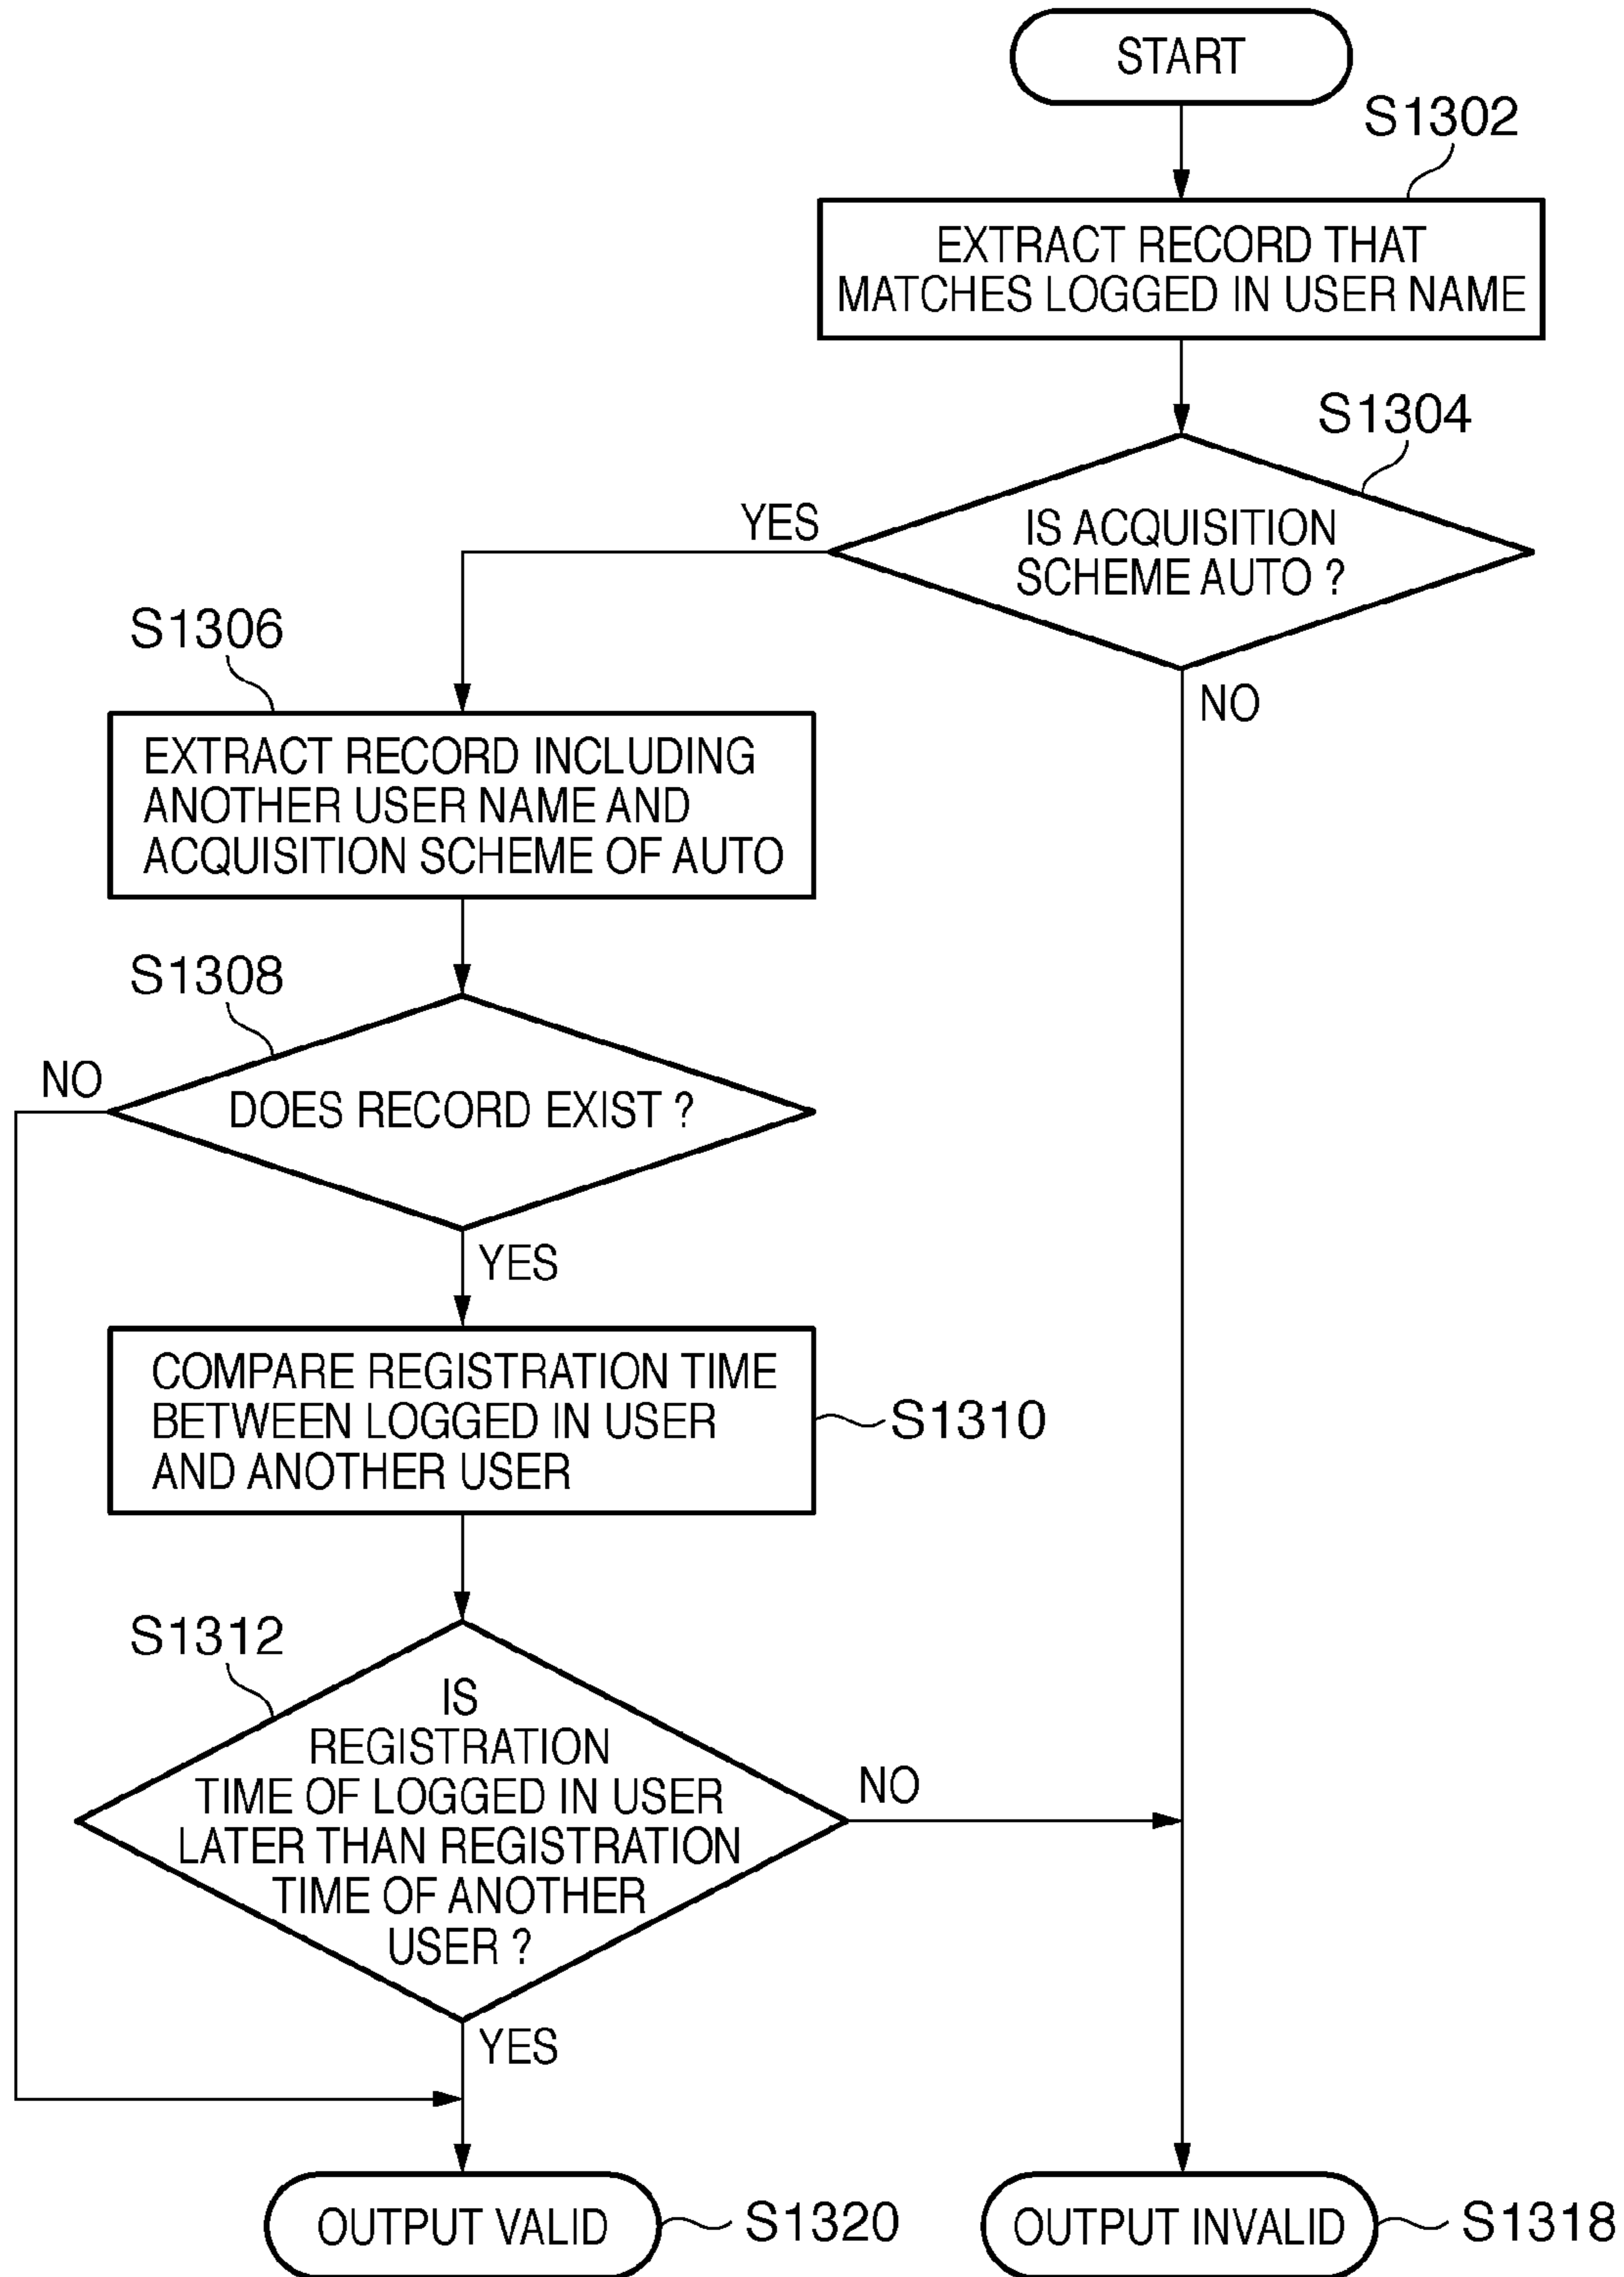 START
S1302
EXTRACT RECORD THAT
MATCHES LOGGED IN USER NAME
S1304
IS ACQUISITION
SCHEME AUTO ?
YES
NO
S1306
EXTRACT RECORD INCLUDING
ANOTHER USER NAME AND
ACQUISITION SCHEME OF AUTO
S1308
DOES RECORD EXIST ?
NO
YES
COMPARE REGISTRATION TIME
BETWEEN LOGGED IN USER
AND ANOTHER USER
S1310
S1312
IS
REGISTRATION
TIME OF LOGGED IN USER
LATER THAN REGISTRATION
TIME OF ANOTHER
USER ?
NO
YES
OUTPUT VALID
S1320
OUTPUT INVALID
S1318